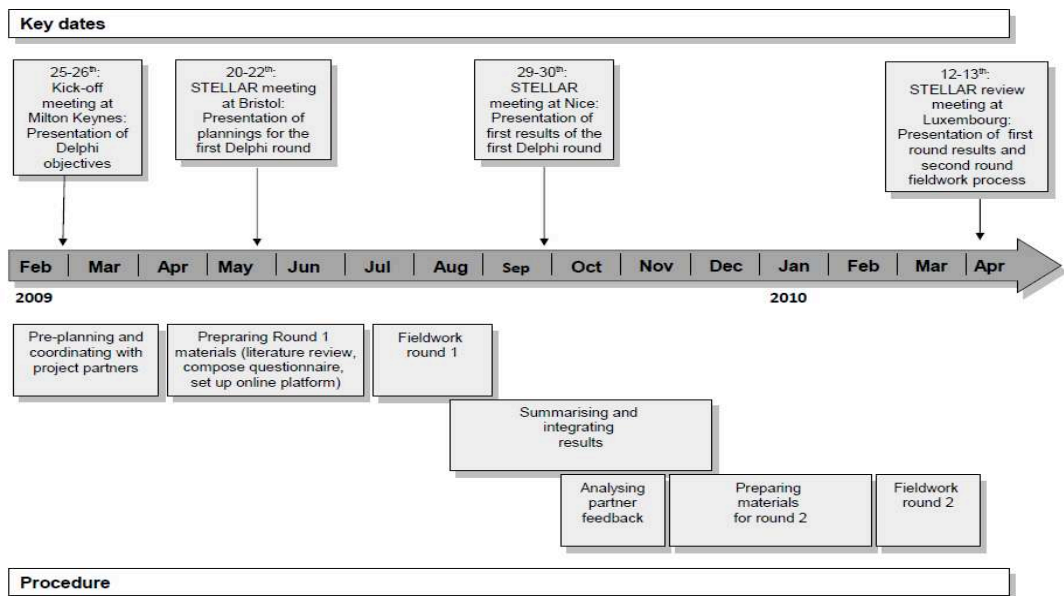 Key dates
25-26th:
Kick-off
meeting at
Milton Keynes:
Presentation of
Delphi
objectives
20-22th:
STELLAR meeting
at Bristol:
Presentation of
plannings for the
first Delphi round
29-30th:
STELLAR
meeting at Nice:
Presentation of
first results of the
first Delphi round
12-13th:
STELLAR review
meeting at
Luxembourg:
Presentation of first
round results and
second round
fieldwork process
Feb Mar Apr May Jun Jul Aug Sep Oct Nov Dec Jan Feb Mar Apr
2009 2010
Pre-planning and
coordinating with
project partners
Prepraring Round 1
materials (literature review,
compose questionnaire,
set up online platform)
Fieldwork
round 1
Summarising and
integrating
results
Analysing
partner
feedback
Preparing
materials
for round 2
Fieldwork
round 2
Procedure